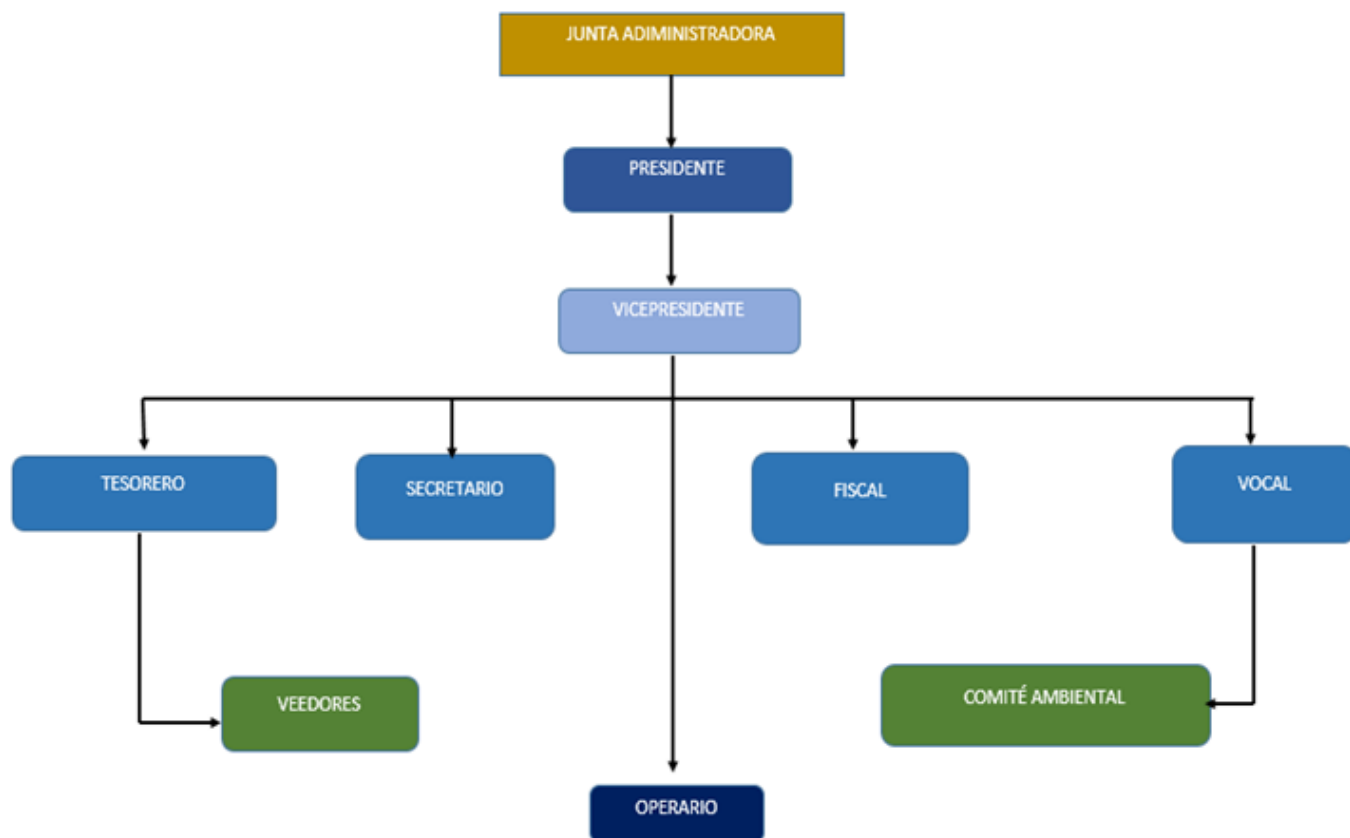 JUNTA ADIMINISTRADORA
PRESIDENTE
VICEPRESIDENTE
TESORERO
SECRETARIO
FISCAL
VOCAL
VEEDORES
COMITÉ AMBIENTAL
OPERARIO